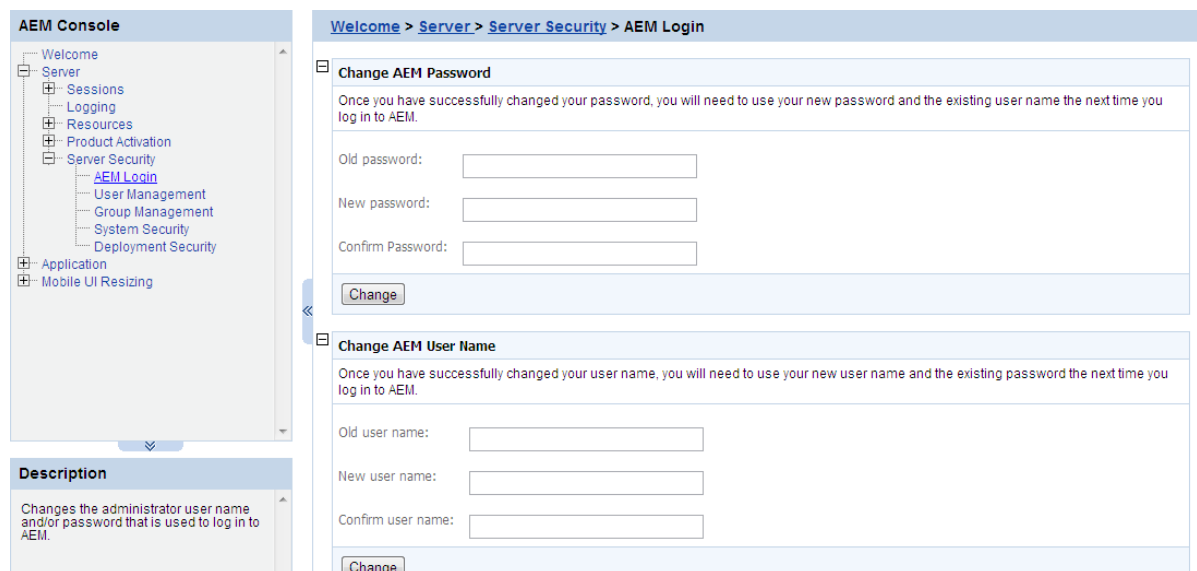 AEM Console
Welcome
Server
Sessions
Logging
Resources
Product Activation
Server Security
AEM Login
User Management
Group Management
System Security
Deployment Security
Application
Mobile UI Resizing
Description
Changes the administrator user name
and/or password that is used to log in to
AEM.
Welcome > Server > Server Security > AEM Login
Change AEM Password
Once you have successfully changed your password, you will need to use your new password and the existing user name the next time you
log in to AEM.
Old password:
New password:
Confirm Password:
Change
Change AEM User Name
Once you have successfully changed your user name, you will need to use your new user name and the existing password the next time you
log in to AEM.
Old user name:
New user name:
Confirm user name:
Change